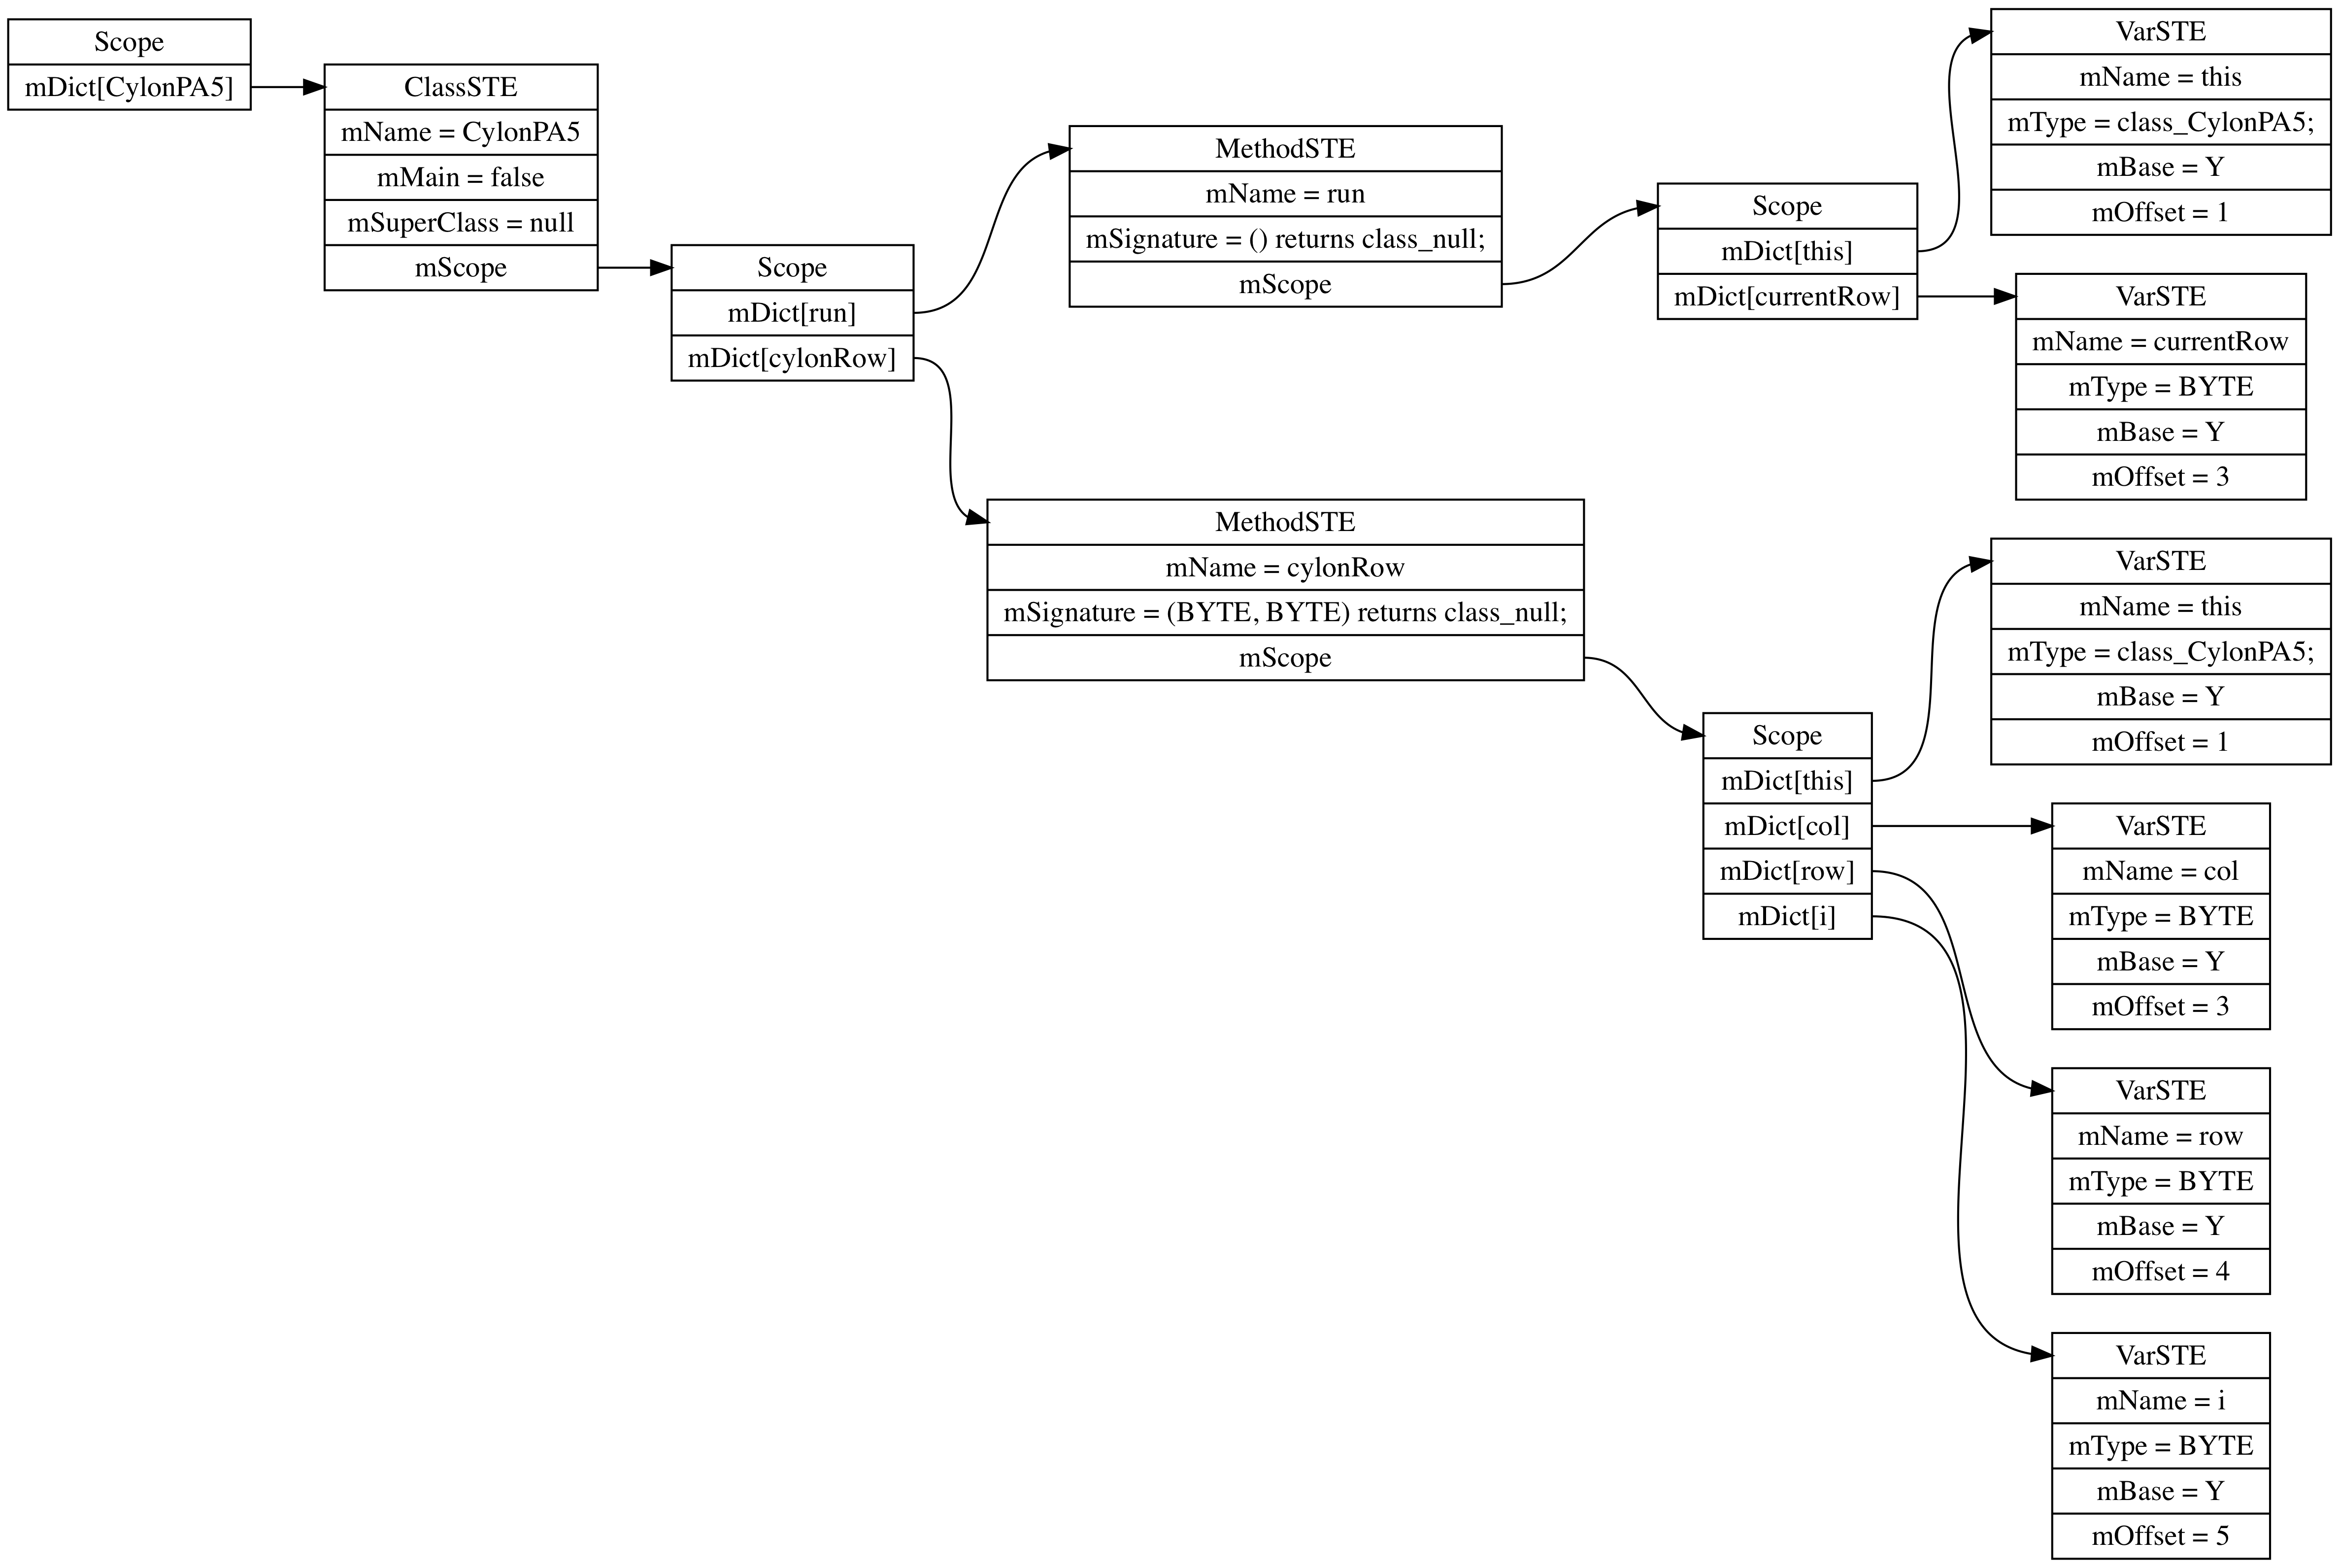 Scope
mDict[CylonPA5]
ClassSTE
mName = CylonPA5
mMain = false
mSuperClass = null
mScope
Scope
mDict[run]
mDict[cylonRow]
MethodSTE
mName = run
mSignature = () returns class_null;
mScope
Scope
mDict[this]
mDict[currentRow]
VarSTE
mName = this
mType = class_CylonPA5;
mBase = Y
mOffset = 1
VarSTE
mName = currentRow
mType = BYTE
mBase = Y
mOffset = 3
MethodSTE
mName = cylonRow
mSignature = (BYTE, BYTE) returns class_null;
mScope
Scope
mDict[this]
mDict[col]
mDict[row]
mDict[i]
VarSTE
mName = this
mType = class_CylonPA5;
mBase = Y
mOffset = 1
VarSTE
mName = col
mType = BYTE
mBase = Y
mOffset = 3
VarSTE
mName = row
mType = BYTE
mBase = Y
mOffset = 4
VarSTE
mName = i
mType = BYTE
mBase = Y
mOffset = 5